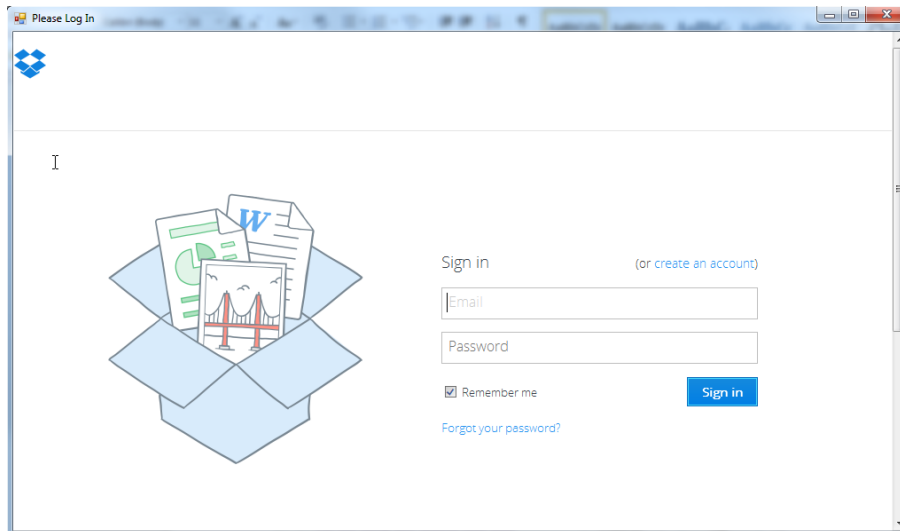 Please Log In
W
Sign in (or create an account)
Email
Password
Remember me Sign in
Forgot your password?